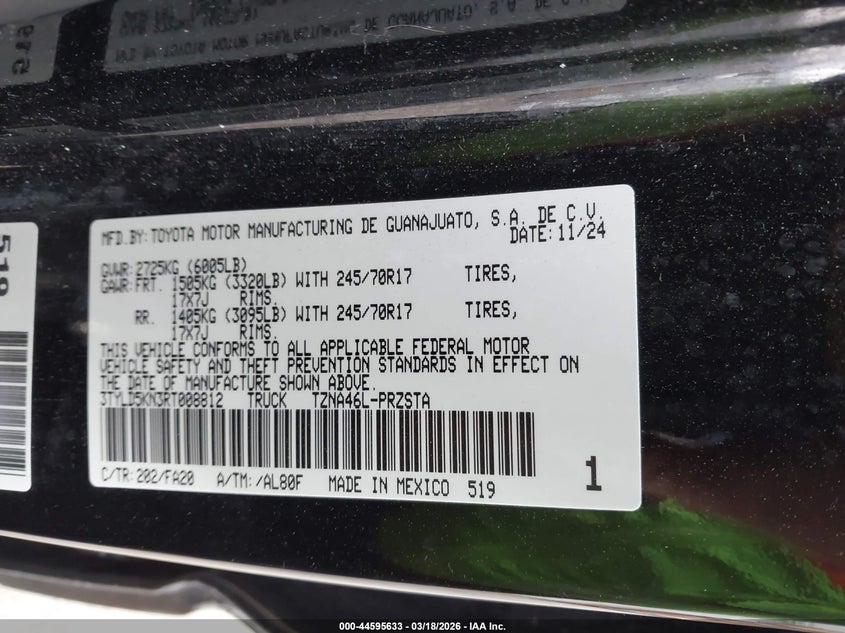 MFD.BY:TOYOTA MOTOR MANUFACTURING DE GUANAJUATO, S.A. DE C.V.
DATE:11/24
GVWR:2725KG (6005LB)
GAWR:FRT. 1505KG (3320LB) WITH 245/70R17 TIRES,
17X7J RIMS.
RR. 1405KG (3095LB) WITH 245/70R17 TIRES,
17X7J RIMS.
THIS VEHICLE CONFORMS TO ALL APPLICABLE FEDERAL MOTOR
VEHICLE SAFETY AND THEFT PREVENTION STANDARDS IN EFFECT ON
THE DATE OF MANUFACTURE SHOWN ABOVE.
3TYLD5KN3RT008812 TRUCK TZNA46L-PRZSTA
C/TR:202/FA20 A/TM:/AL80F MADE IN MEXICO 519
1
519
000-44595633 - 03/18/2026 - IAA Inc.